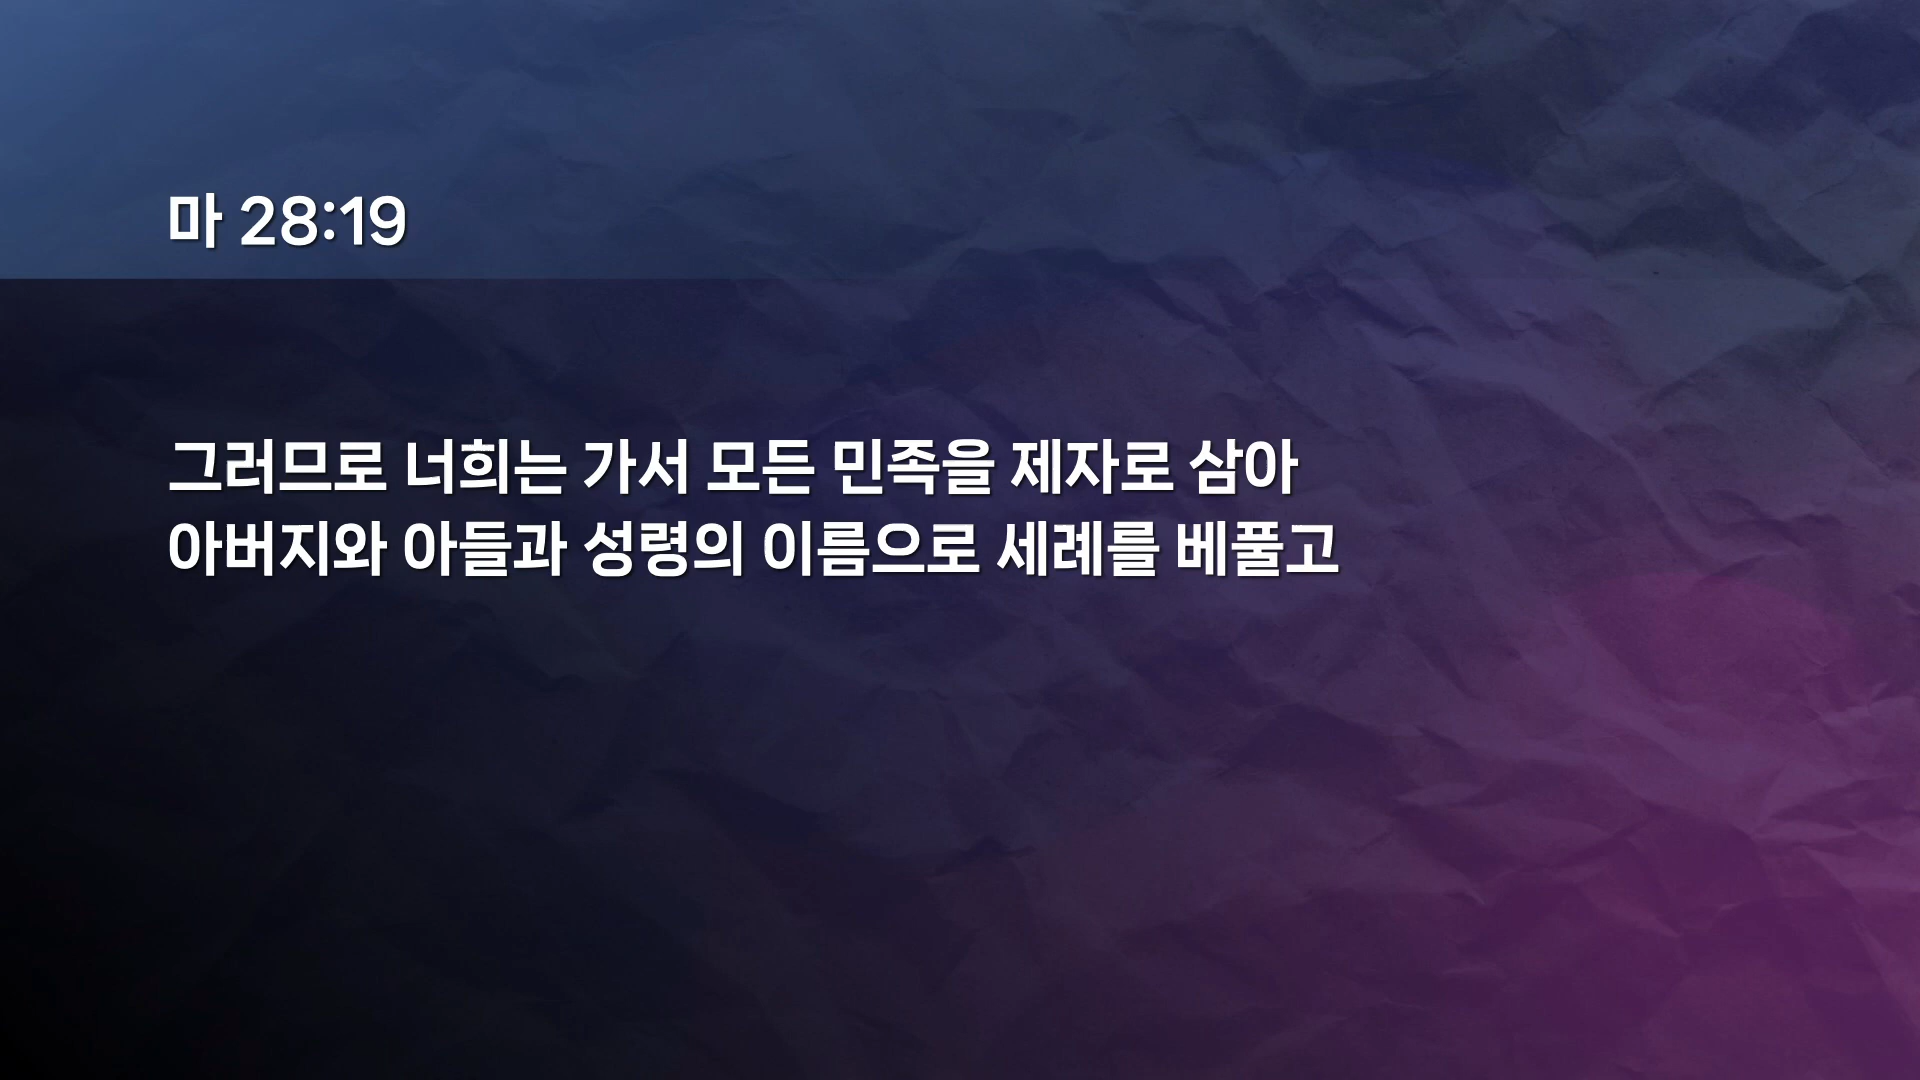 마 28:19
그러므로 너희는 가서 모든 민족을 제자로 삼아
아버지와 아들과 성령의 이름으로 세례를 베풀고